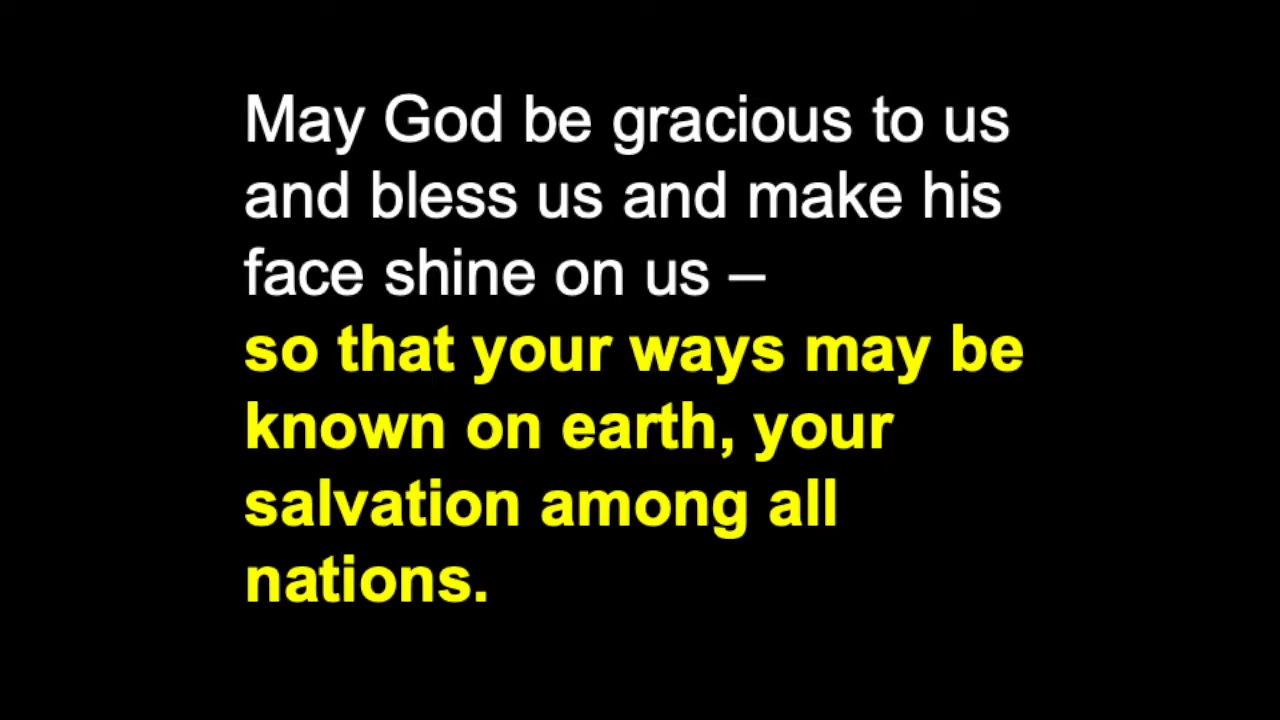 May God be gracious to us
and bless us and make his
face shine on us –
so that your ways may be
known on earth, your
salvation among all
nations.